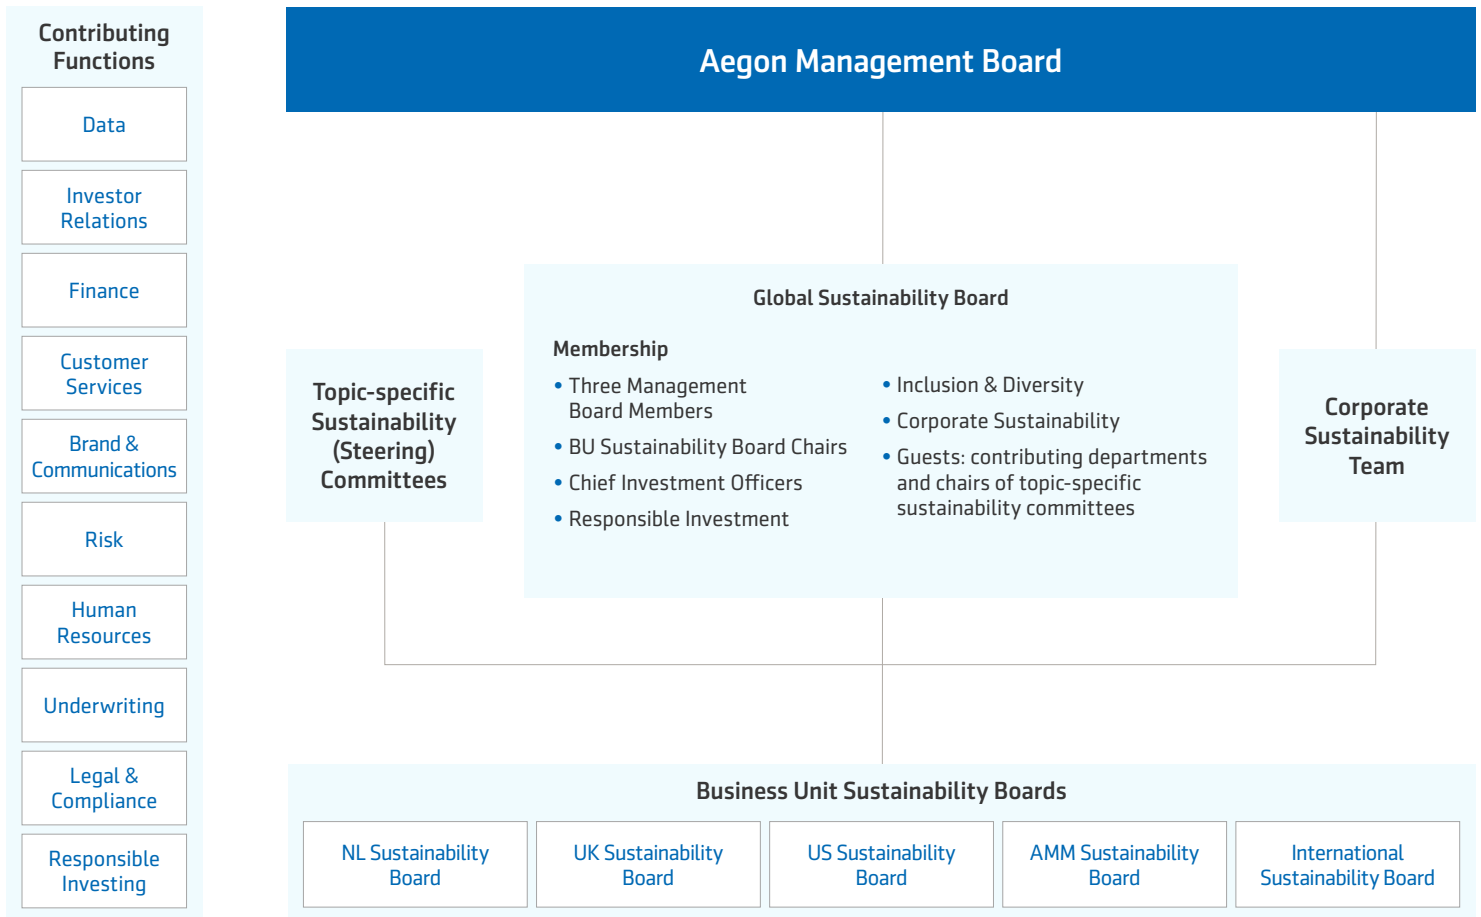 Contributing
Functions
Data
Investor
Relations
Finance
Customer
Services
Brand &
Communications
Risk
Human
Resources
Underwriting
Legal &
Compliance
Responsible
Investing
Aegon Management Board
Topic-specific
Sustainability
(Steering)
Committees
Global Sustainability Board
Membership
• Three Management
Board Members
• BU Sustainability Board Chairs
• Chief Investment Officers
• Responsible Investment
• Inclusion & Diversity
• Corporate Sustainability
• Guests: contributing departments
and chairs of topic-specific
sustainability committees
Corporate
Sustainability
Team
Business Unit Sustainability Boards
NL Sustainability
Board
UK Sustainability
Board
US Sustainability
Board
AMM Sustainability
Board
International
Sustainability Board